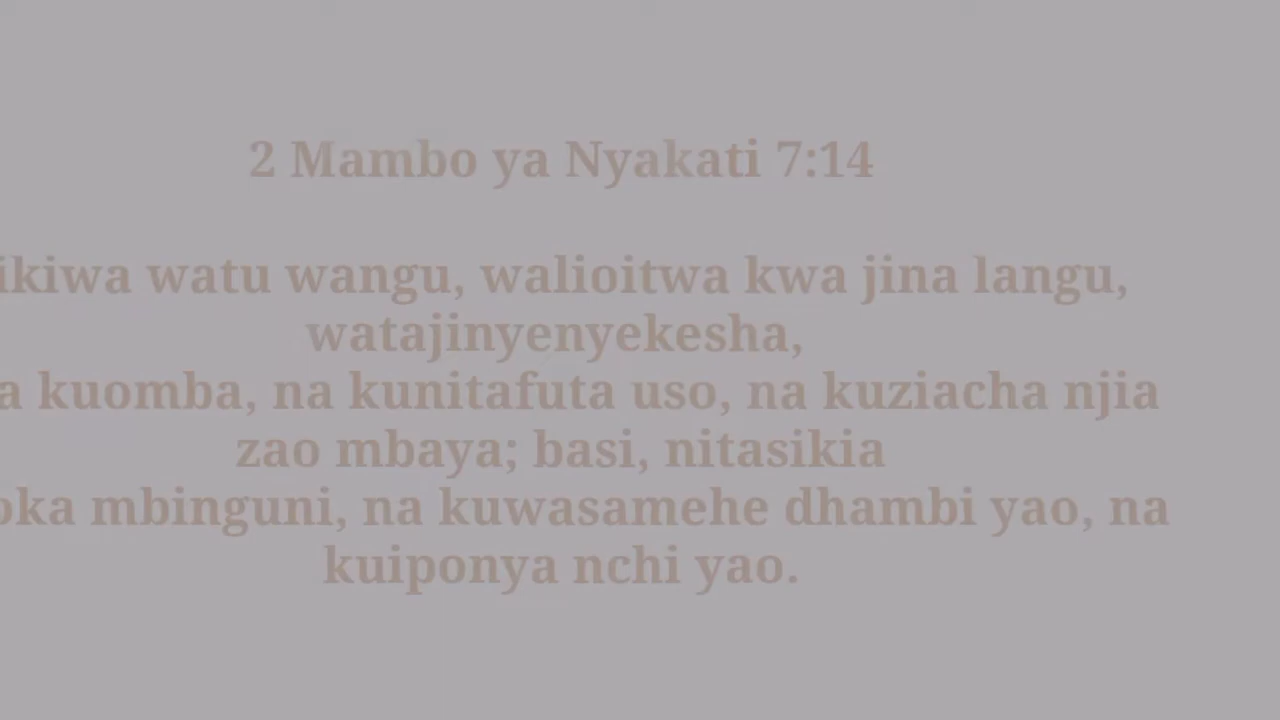 2 Mambo ya Nyakati 7:14
ikiwa watu wangu, walioitwa kwa jina langu,
watajinyenyekesha,
a kuomba, na kunitafuta uso, na kuziacha njia
zao mbaya; basi, nitasikia
oka mbinguni, na kuwasamehe dhambi yao, na
kuiponya nchi yao.